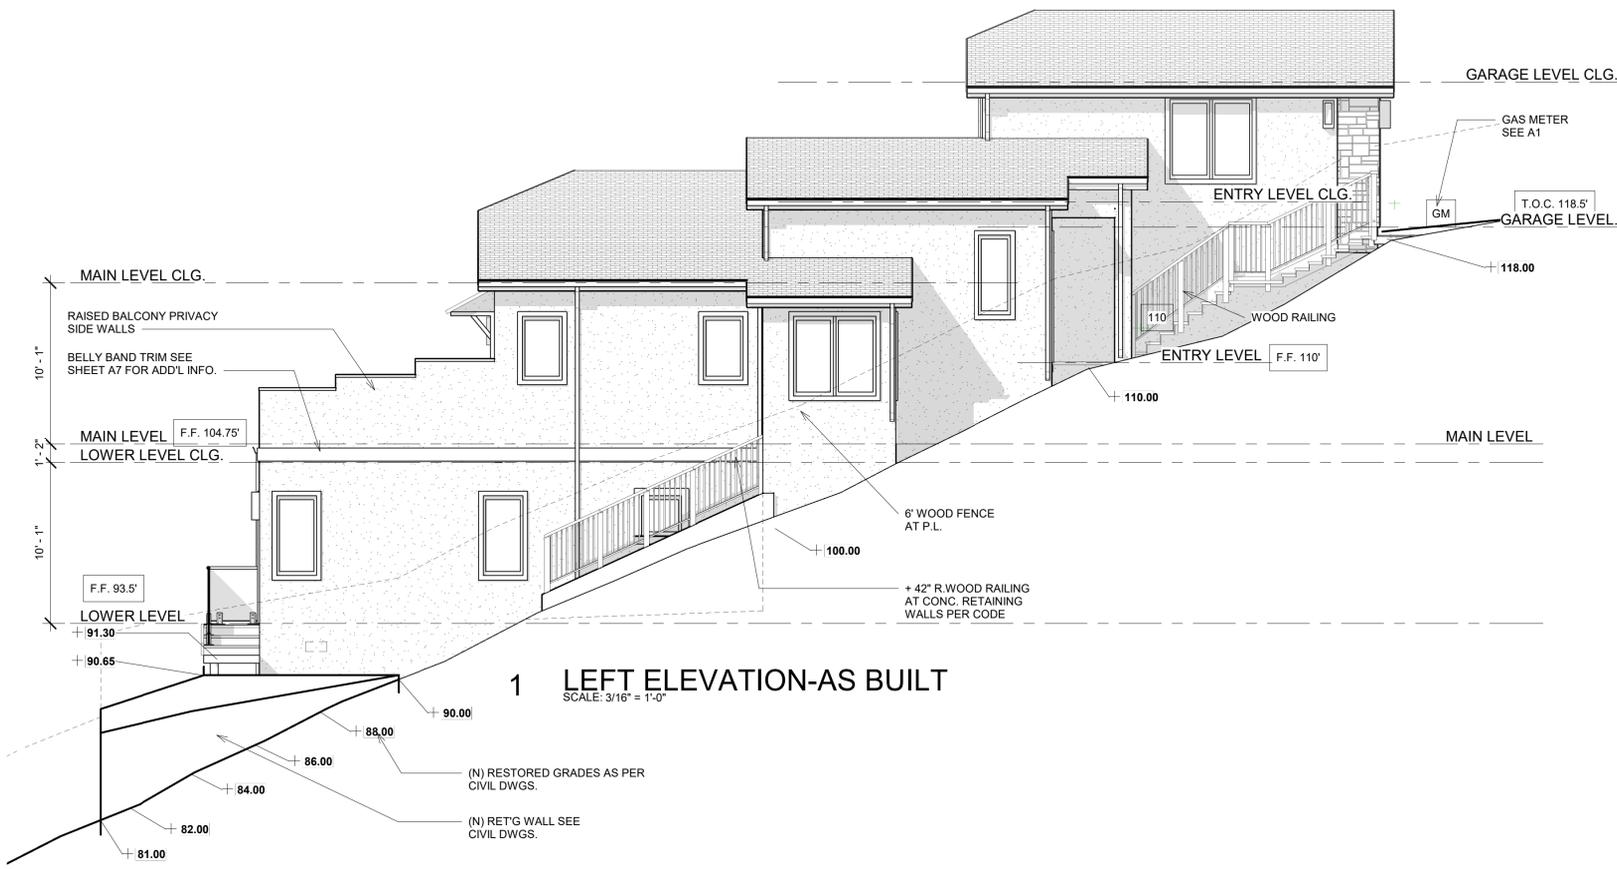 GARAGE LEVEL CLG.
GAS METER
SEE A1
ENTRY LEVEL CLG.
GM
T.O.C. 118.5'
GARAGE LEVEL.
118.00
MAIN LEVEL CLG.
RAISED BALCONY PRIVACY
SIDE WALLS
110
WOOD RAILING
BELLY BAND TRIM SEE
SHEET A7 FOR ADD'L INFO.
ENTRY LEVEL
F.F. 110'
10' - 1"
110.00
MAIN LEVEL
F.F. 104.75'
MAIN LEVEL
1' - 2"
LOWER LEVEL CLG.
6' WOOD FENCE
AT P.L.
10' - 1"
100.00
F.F. 93.5'
+ 42" R.WOOD RAILING
AT CONC. RETAINING
WALLS PER CODE
LOWER LEVEL
91.30
90.65
1
LEFT ELEVATION-AS BUILT
SCALE: 3/16" = 1'-0"
90.00
88.00
86.00
(N) RESTORED GRADES AS PER
CIVIL DWGS.
84.00
(N) RET'G WALL SEE
CIVIL DWGS.
82.00
81.00